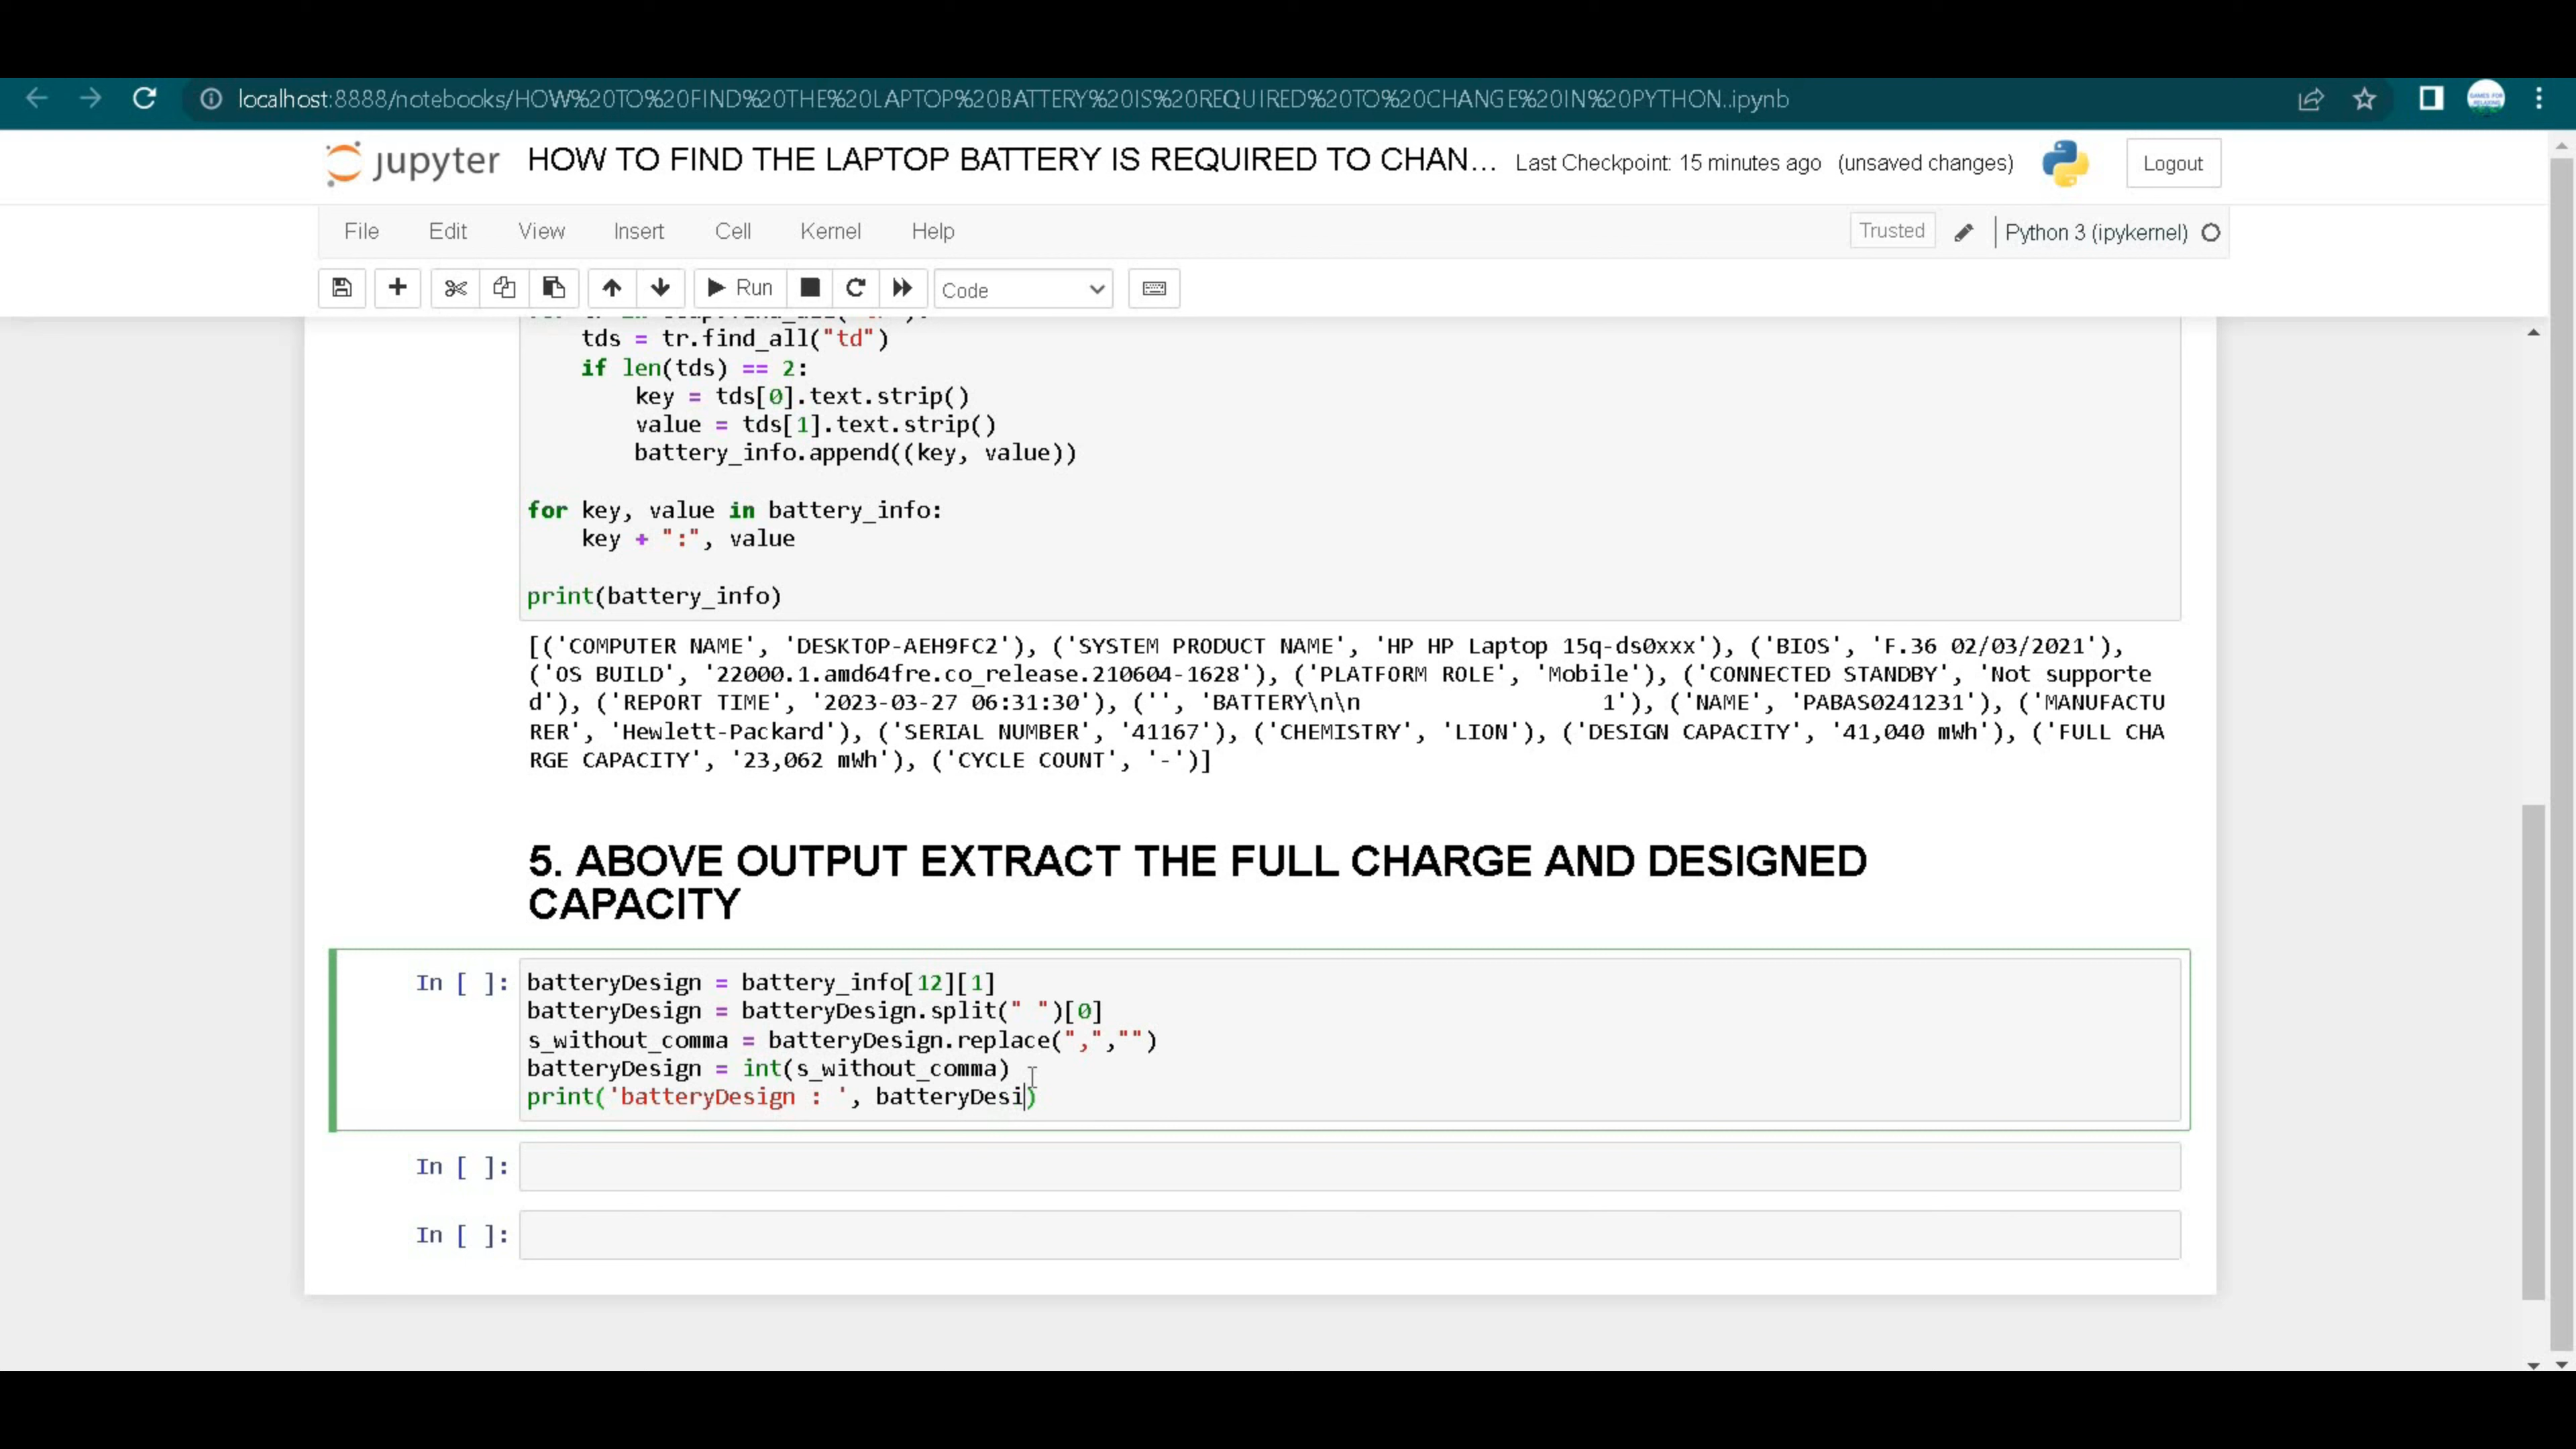 localhost:8888/notebooks/HOW%20TO%20FIND%20THE%20LAPTOP%20BATTERY%20IS%20REQUIRED%20TO%20CHANGE%20IN%20PYTHON..ipynb
jupyter HOW TO FIND THE LAPTOP BATTERY IS REQUIRED TO CHAN... Last Checkpoint: 15 minutes ago (unsaved changes) Logout
File Edit View Insert Cell Kernel Help Trusted Python 3 (ipykernel)
Run Code
tds = tr.find_all("td")
if len(tds) == 2:
key = tds[0].text.strip()
value = tds[1].text.strip()
battery_info.append((key, value))
for key, value in battery_info:
key + ":", value
print(battery_info)
[('COMPUTER NAME', 'DESKTOP-AEH9FC2'), ('SYSTEM PRODUCT NAME', 'HP HP Laptop 15q-ds0xxx'), ('BIOS', 'F.36 02/03/2021'),
('OS BUILD', '22000.1.amd64fre.co_release.210604-1628'), ('PLATFORM ROLE', 'Mobile'), ('CONNECTED STANDBY', 'Not supporte
d'), ('REPORT TIME', '2023-03-27 06:31:30'), ('', 'BATTERY\n\n 1'), ('NAME', 'PABAS0241231'), ('MANUFACTU
RER', 'Hewlett-Packard'), ('SERIAL NUMBER', '41167'), ('CHEMISTRY', 'LION'), ('DESIGN CAPACITY', '41,040 mWh'), ('FULL CHA
RGE CAPACITY', '23,062 mWh'), ('CYCLE COUNT', '-')]
5. ABOVE OUTPUT EXTRACT THE FULL CHARGE AND DESIGNED
CAPACITY
In [ ]: batteryDesign = battery_info[12][1]
batteryDesign = batteryDesign.split(" ")[0]
s_without_comma = batteryDesign.replace(",","")
batteryDesign = int(s_without_comma)
print('batteryDesign : ', batteryDesi)
In [ ]:
In [ ]: